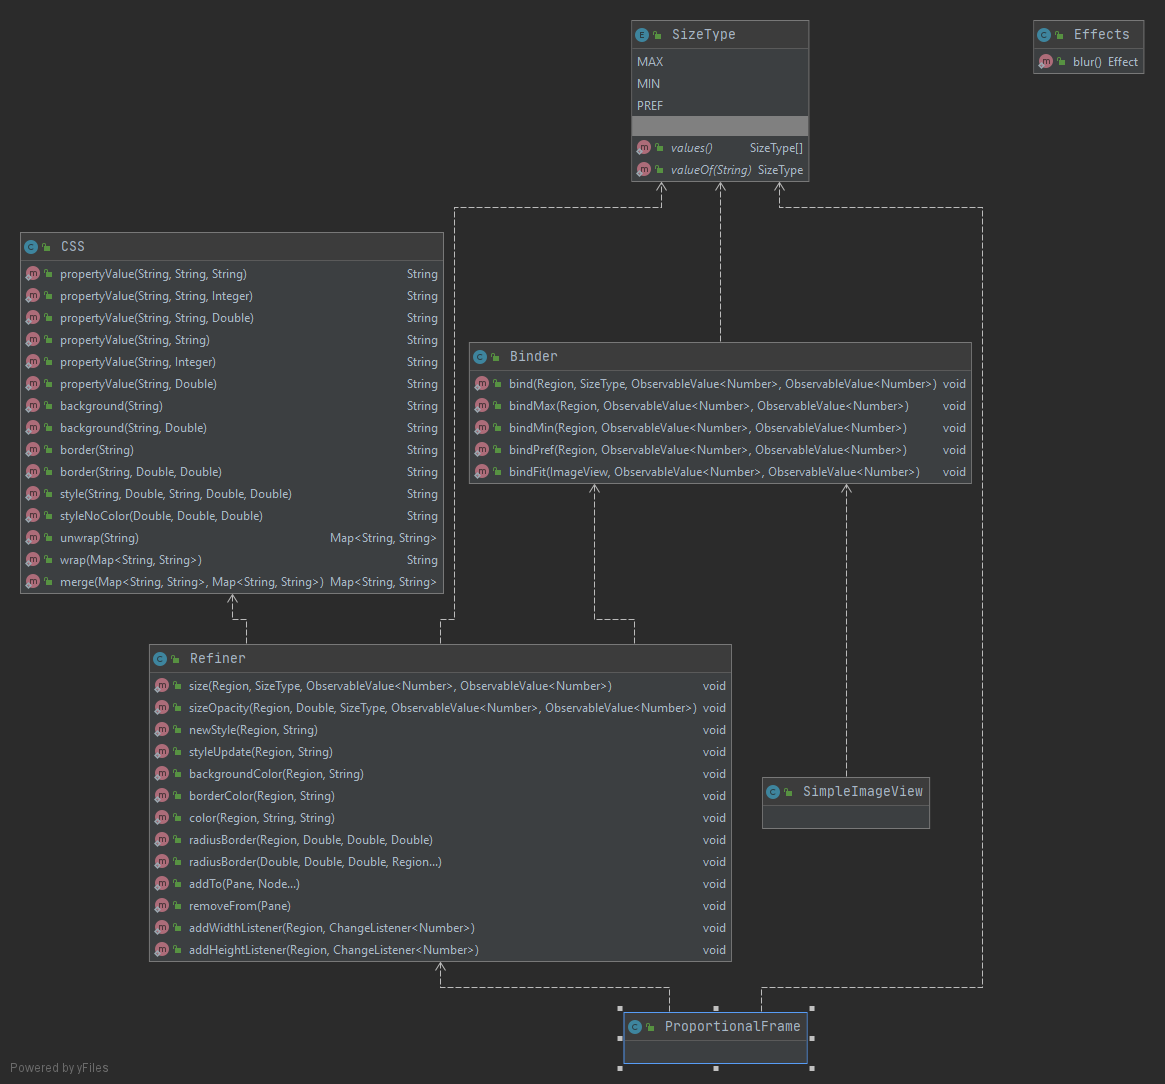 SizeType
MAX
MIN
PREF
values() SizeType[]
valueOf(String) SizeType
Effects
blur() Effect
CSS
propertyValue(String, String, String) String
propertyValue(String, String, Integer) String
propertyValue(String, String, Double) String
propertyValue(String, String) String
propertyValue(String, Integer) String
propertyValue(String, Double) String
background(String) String
background(String, Double) String
border(String) String
border(String, Double, Double) String
style(String, Double, String, Double, Double) String
styleNoColor(Double, Double, Double) String
unwrap(String) Map<String, String>
wrap(Map<String, String>) String
merge(Map<String, String>, Map<String, String>) Map<String, String>
Binder
bind(Region, SizeType, ObservableValue<Number>, ObservableValue<Number>) void
bindMax(Region, ObservableValue<Number>, ObservableValue<Number>) void
bindMin(Region, ObservableValue<Number>, ObservableValue<Number>) void
bindPref(Region, ObservableValue<Number>, ObservableValue<Number>) void
bindFit(ImageView, ObservableValue<Number>, ObservableValue<Number>) void
Refiner
size(Region, SizeType, ObservableValue<Number>, ObservableValue<Number>) void
sizeOpacity(Region, Double, SizeType, ObservableValue<Number>, ObservableValue<Number>) void
newStyle(Region, String) void
styleUpdate(Region, String) void
backgroundColor(Region, String) void
borderColor(Region, String) void
color(Region, String, String) void
radiusBorder(Region, Double, Double, Double) void
radiusBorder(Double, Double, Double, Region...) void
addTo(Pane, Node...) void
removeFrom(Pane) void
addWidthListener(Region, ChangeListener<Number>) void
addHeightListener(Region, ChangeListener<Number>) void
SimpleImageView
ProportionalFrame
Powered by yFiles